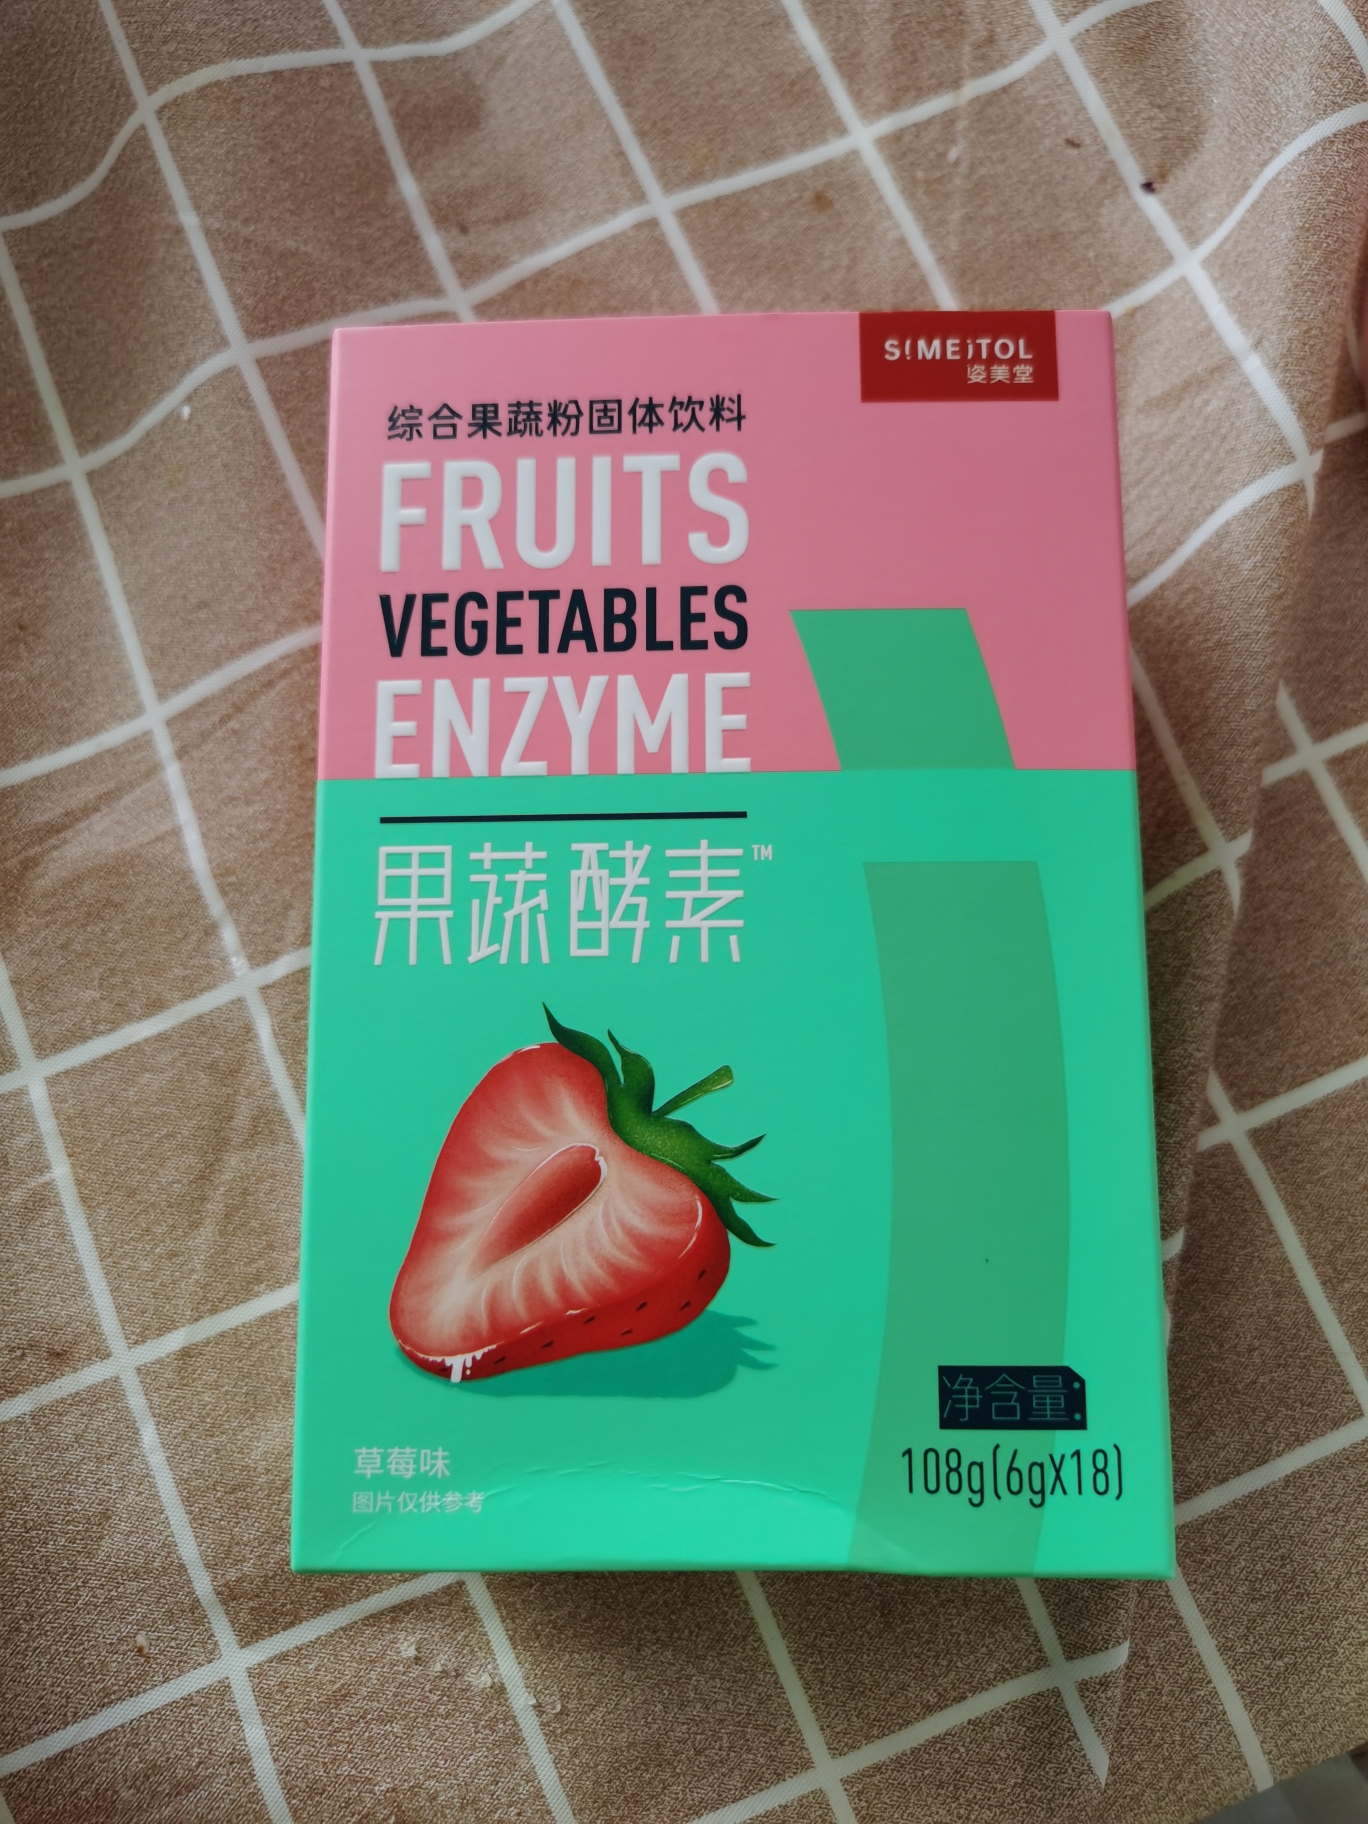 SIMEITOL
姿美堂
综合果蔬粉固体饮料
FRUITS
VEGETABLES
ENZYME
果蔬酵素™
草莓味
图片仅供参考
净含量:
108g(6gX18)